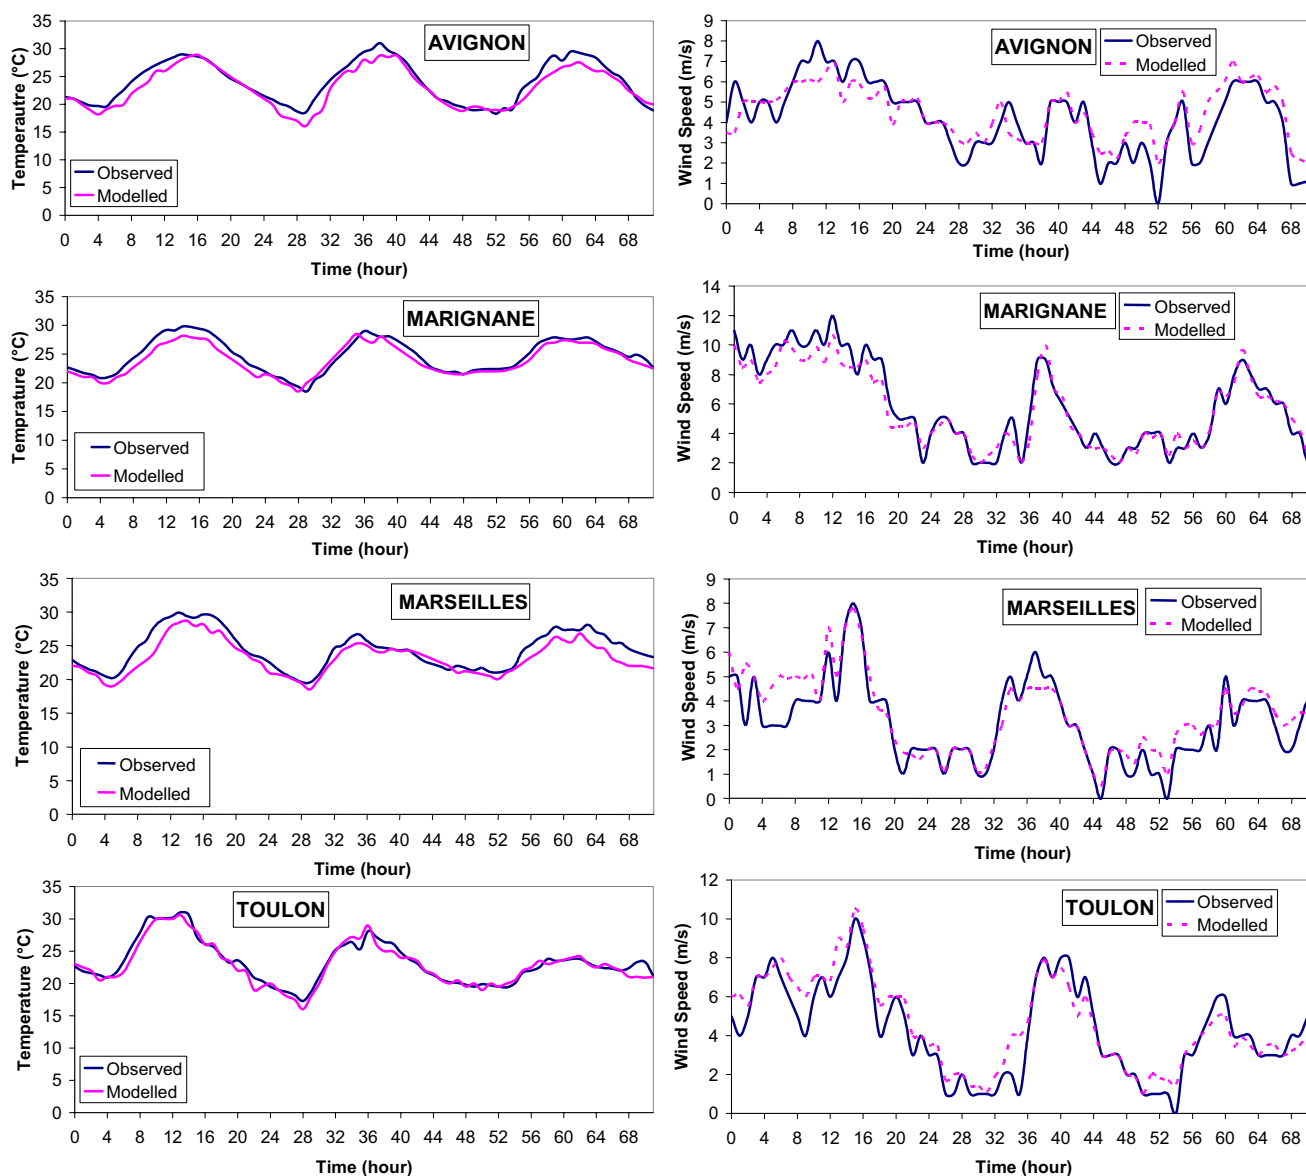 Temperautre (°C)
35
30
25
20
15
10
5
0
AVIGNON
Observed
Modelled
0 4 8 12 16 20 24 28 32 36 40 44 48 52 56 60 64 68
Time (hour)
Wind Speed (m/s)
9
8
7
6
5
4
3
2
1
0
AVIGNON
Observed
Modelled
0 4 8 12 16 20 24 28 32 36 40 44 48 52 56 60 64 68
Time (hour)
Temperature (°C)
35
30
25
20
15
10
5
0
MARIGNANE
Observed
Modelled
0 4 8 12 16 20 24 28 32 36 40 44 48 52 56 60 64 68
Time (hour)
Wind Speed (m/s)
14
12
10
8
6
4
2
0
MARIGNANE
Observed
Modelled
0 4 8 12 16 20 24 28 32 36 40 44 48 52 56 60 64 68
Time (hour)
Temperature (°C)
35
30
25
20
15
10
5
0
MARSEILLES
Observed
Modelled
0 4 8 12 16 20 24 28 32 36 40 44 48 52 56 60 64 68
Time (hour)
Wind Speed (m/s)
9
8
7
6
5
4
3
2
1
0
MARSEILLES
Observed
Modelled
0 4 8 12 16 20 24 28 32 36 40 44 48 52 56 60 64 68
Time (hour)
Temperature (°C)
35
30
25
20
15
10
5
0
TOULON
Observed
Modelled
0 4 8 12 16 20 24 28 32 36 40 44 48 52 56 60 64 68
Time (hour)
Wind Speed (m/s)
12
10
8
6
4
2
0
TOULON
Observed
Modelled
0 4 8 12 16 20 24 28 32 36 40 44 48 52 56 60 64 68
Time (hour)